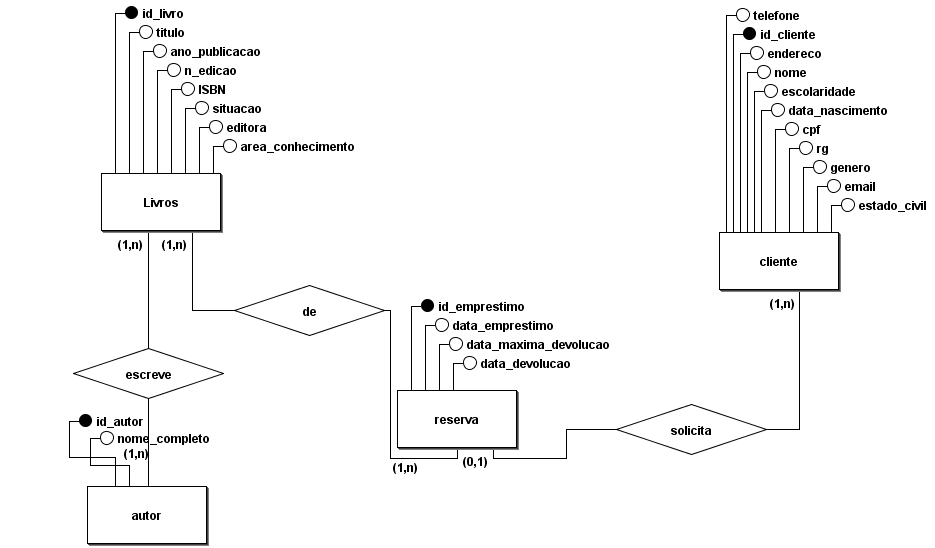 id_livro
titulo
ano_publicacao
n_edicao
ISBN
situacao
editora
area_conhecimento
Livros
(1,n)
(1,n)
telefone
id_cliente
endereco
nome
escolaridade
data_nascimento
cpf
rg
genero
email
estado_civil
cliente
(1,n)
de
id_emprestimo
data_emprestimo
data_maxima_devolucao
data_devolucao
reserva
(1,n)
(0,1)
solicita
escreve
id_autor
nome_completo
(1,n)
autor